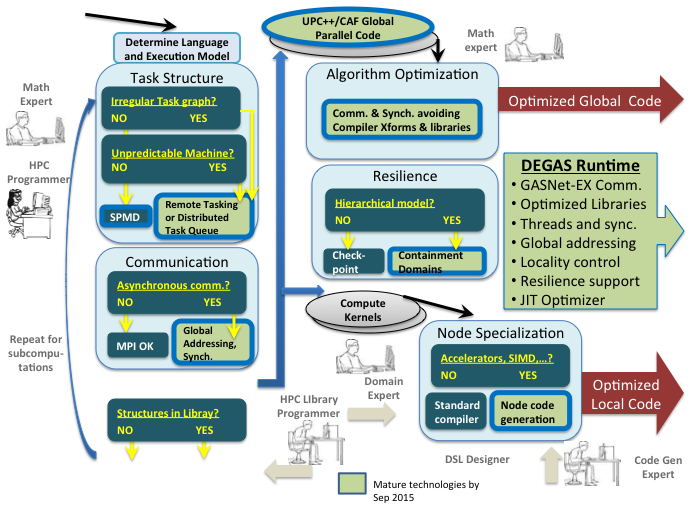 UPC++/CAF Global
Parallel Code
Math
expert
Determine Language
and Execution Model
Task Structure
Irregular Task graph?
NO YES
Unpredictable Machine?
NO YES
SPMD
Remote Tasking
or Distributed
Task Queue
Math
Expert
HPC
Programmer
Algorithm Optimization
Comm. & Synch. avoiding
Compiler Xforms & libraries
Optimized Global Code
Resilience
Hierarchical model?
NO YES
Check-
point
Containment
Domains
DEGAS Runtime
• GASNet-EX Comm.
• Optimized Libraries
• Threads and sync.
• Global addressing
• Locality control
• Resilience support
• JIT Optimizer
Communication
Asynchronous comm.?
NO YES
MPI OK
Global
Addressing,
Synch.
Compute
Kernels
Node Specialization
Accelerators, SIMD,...?
NO YES
Standard
compiler
Node code
generation
Optimized
Local Code
Repeat for
subcompu-
tations
Structures in Libray?
NO YES
HPC LIbrary
Programmer
Domain
Expert
DSL Designer
Code Gen
Expert
Mature technologies by
Sep 2015